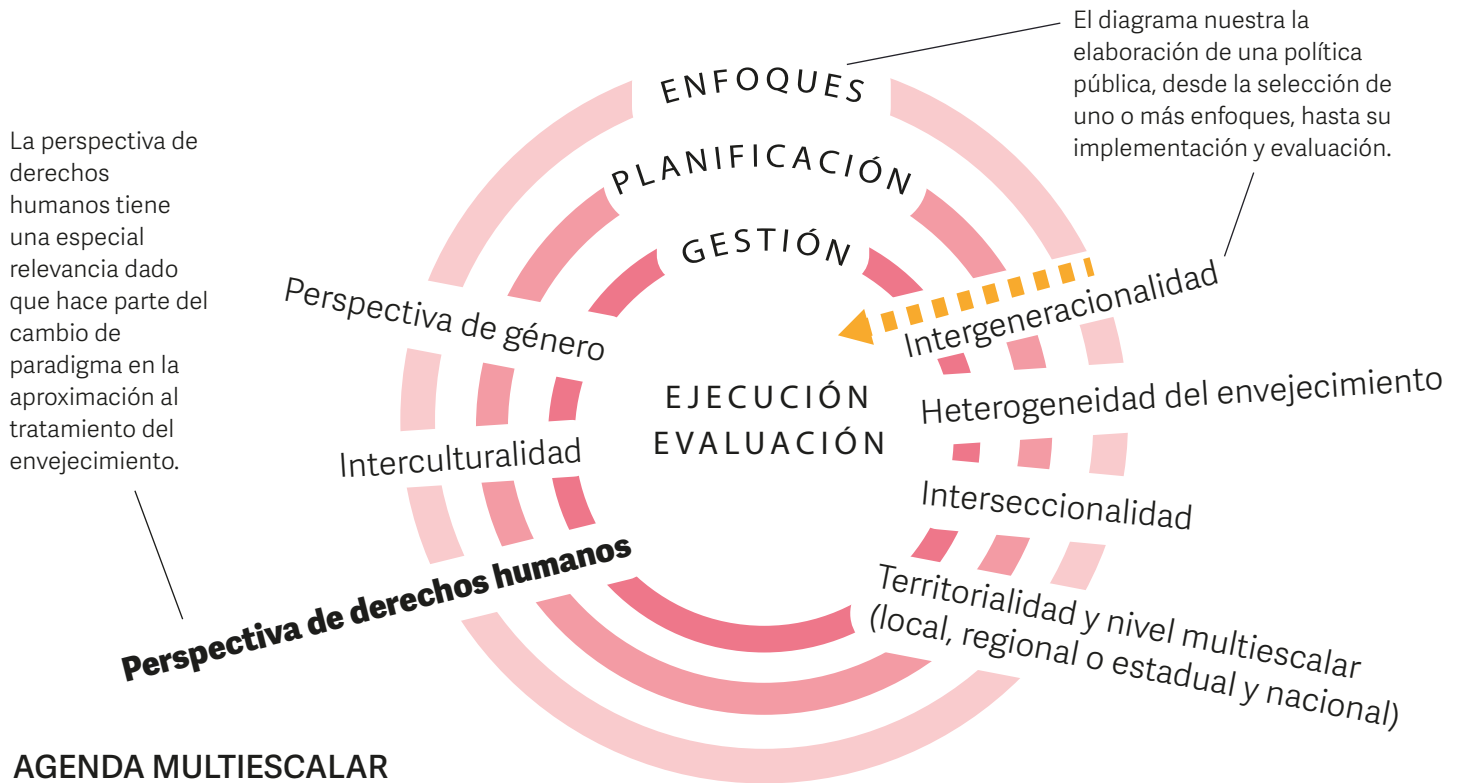 El diagrama nuestra la
elaboración de una política
pública, desde la selección de
uno o más enfoques, hasta su
implementación y evaluación.
La perspectiva de
derechos
humanos tiene
una especial
relevancia dado
que hace parte del
cambio de
paradigma en la
aproximación al
tratamiento del
envejecimiento.
ENFOQUES
PLANIFICACIÓN
GESTIÓN
EJECUCIÓN
EVALUACIÓN
Perspectiva de género
Interculturalidad
Perspectiva de derechos humanos
Intergeneracionalidad
Heterogeneidad del envejecimiento
Interseccionalidad
Territorialidad y nivel multiescalar
(local, regional o estadual y nacional)
AGENDA MULTIESCALAR